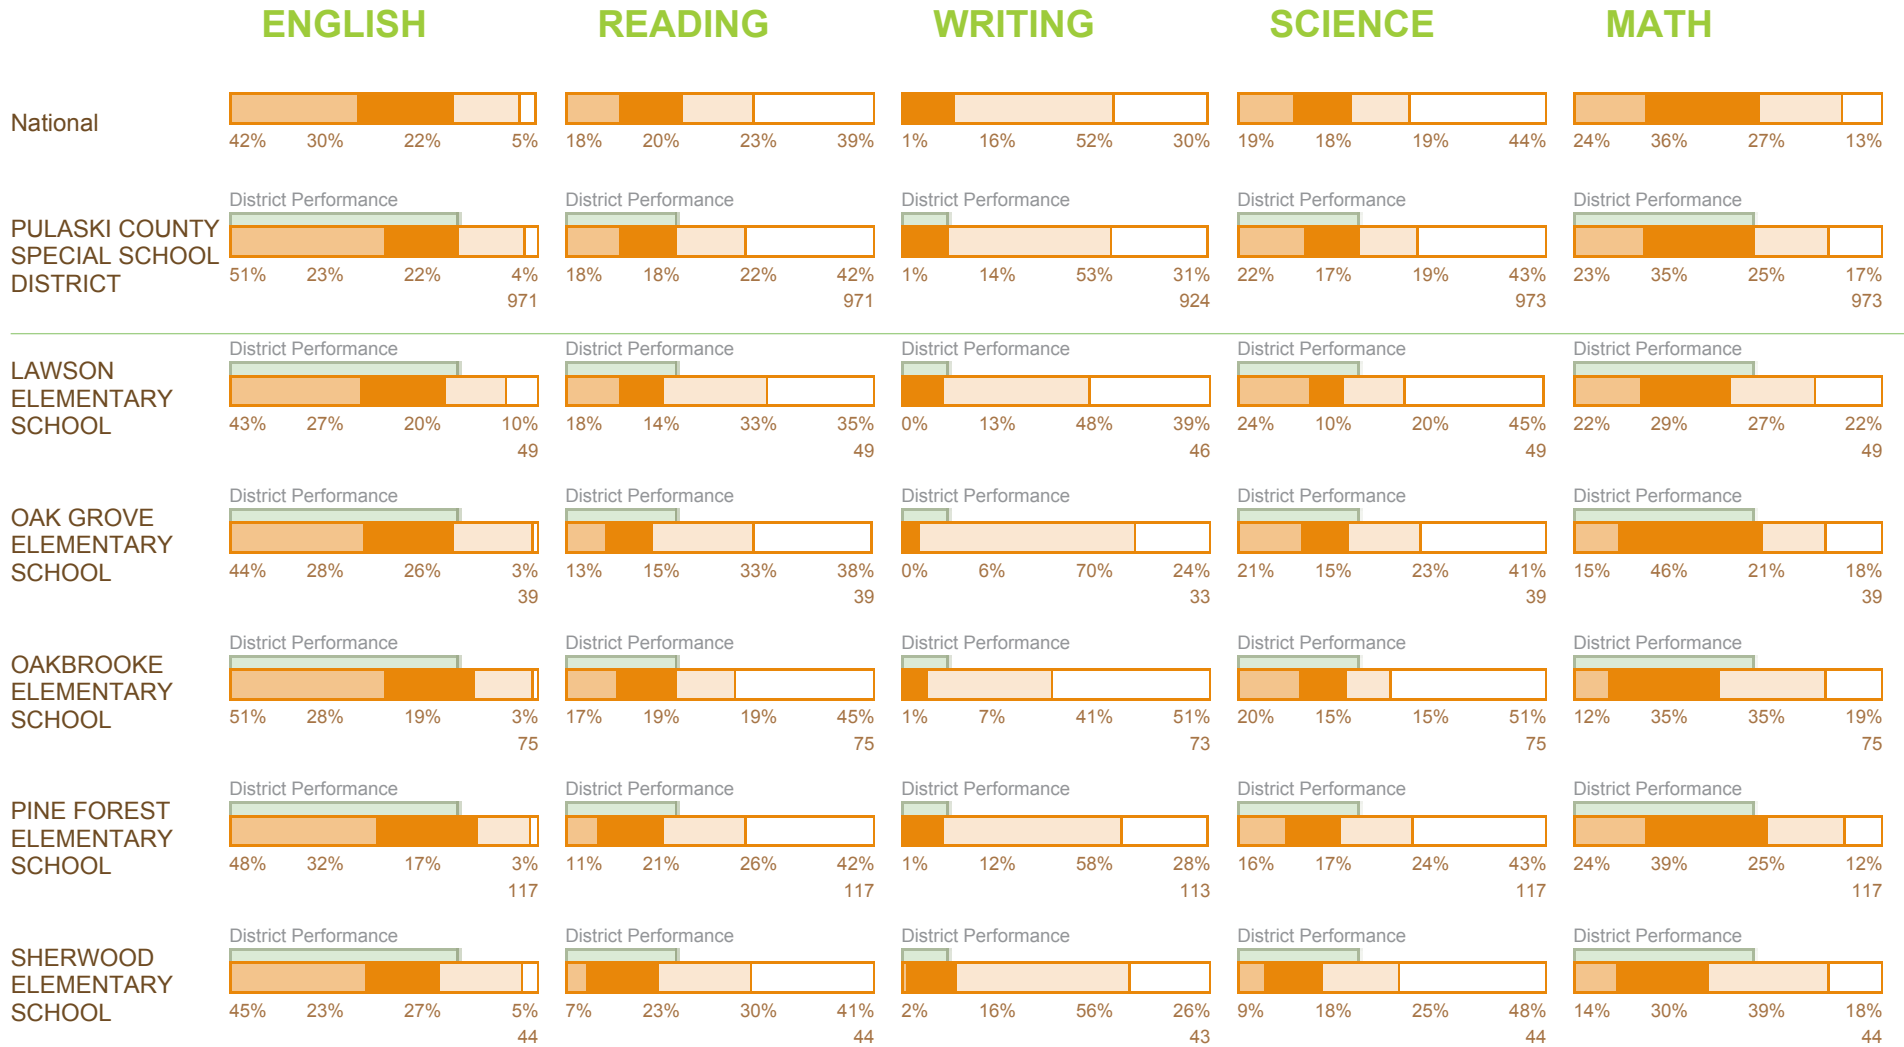 ENGLISH READING WRITING SCIENCE MATH
National
42% 30% 22% 5% 18% 20% 23% 39% 1% 16% 52% 30% 19% 18% 19% 44% 24% 36% 27% 13%
District Performance District Performance District Performance District Performance District Performance
PULASKI COUNTY
SPECIAL SCHOOL
DISTRICT
51% 23% 22% 4% 18% 18% 22% 42% 1% 14% 53% 31% 22% 17% 19% 43% 23% 35% 25% 17%
971 971 924 973 973
District Performance District Performance District Performance District Performance District Performance
LAWSON
ELEMENTARY
SCHOOL
43% 27% 20% 10% 18% 14% 33% 35% 0% 13% 48% 39% 24% 10% 20% 45% 22% 29% 27% 22%
49 49 46 49 49
District Performance District Performance District Performance District Performance District Performance
OAK GROVE
ELEMENTARY
SCHOOL
44% 28% 26% 3% 13% 15% 33% 38% 0% 6% 70% 24% 21% 15% 23% 41% 15% 46% 21% 18%
39 39 33 39 39
District Performance District Performance District Performance District Performance District Performance
OAKBROOKE
ELEMENTARY
SCHOOL
51% 28% 19% 3% 17% 19% 19% 45% 1% 7% 41% 51% 20% 15% 15% 51% 12% 35% 35% 19%
75 75 73 75 75
District Performance District Performance District Performance District Performance District Performance
PINE FOREST
ELEMENTARY
SCHOOL
48% 32% 17% 3% 11% 21% 26% 42% 1% 12% 58% 28% 16% 17% 24% 43% 24% 39% 25% 12%
117 117 113 117 117
District Performance District Performance District Performance District Performance District Performance
SHERWOOD
ELEMENTARY
SCHOOL
45% 23% 27% 5% 7% 23% 30% 41% 2% 16% 56% 26% 9% 18% 25% 48% 14% 30% 39% 18%
44 44 43 44 44